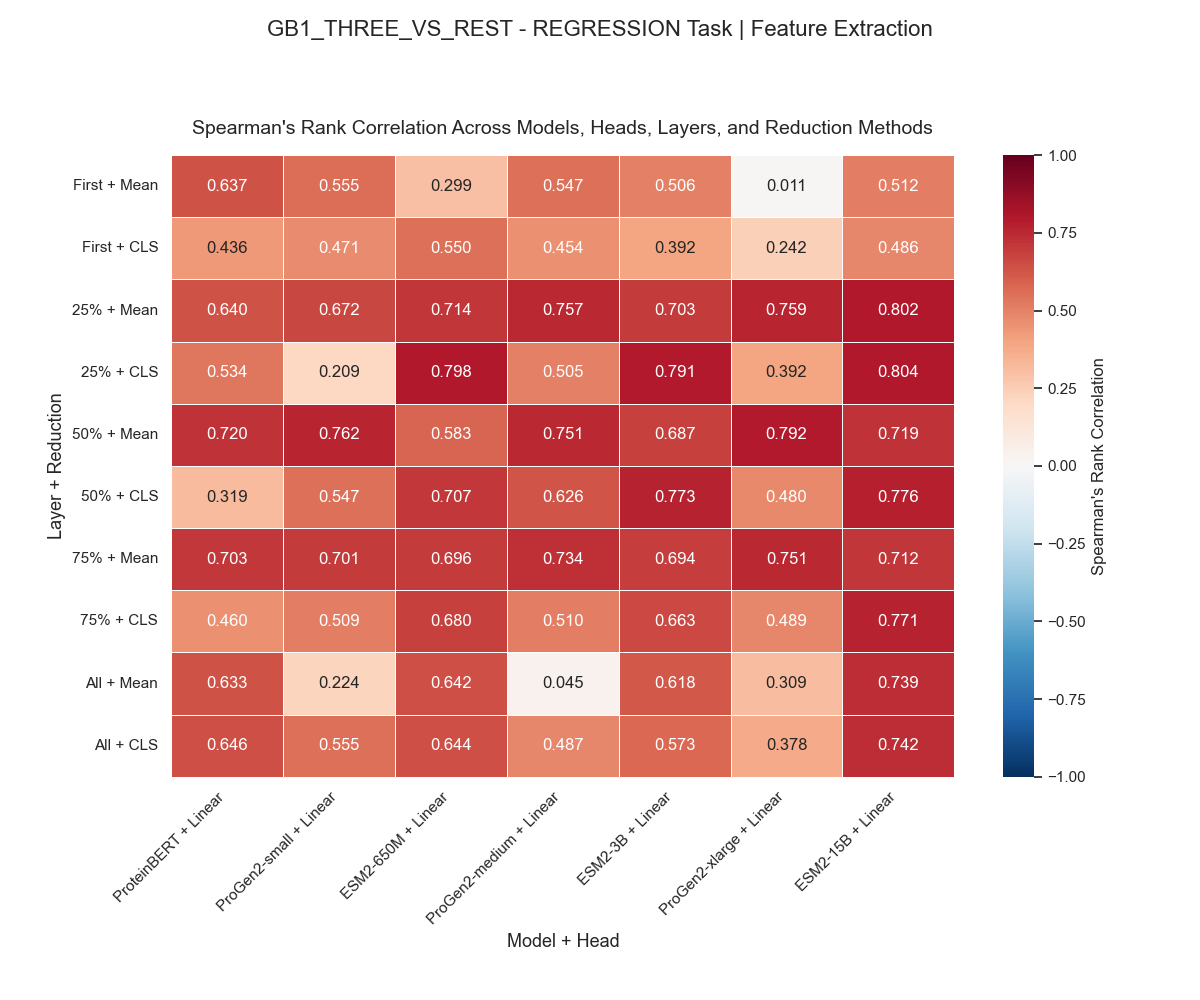 GB1_THREE_VS_REST - REGRESSION Task | Feature Extraction
Spearman's Rank Correlation Across Models, Heads, Layers, and Reduction Methods
Layer + Reduction
First + Mean 0.637 0.555 0.299 0.547 0.506 0.011 0.512
First + CLS 0.436 0.471 0.550 0.454 0.392 0.242 0.486
25% + Mean 0.640 0.672 0.714 0.757 0.703 0.759 0.802
25% + CLS 0.534 0.209 0.798 0.505 0.791 0.392 0.804
50% + Mean 0.720 0.762 0.583 0.751 0.687 0.792 0.719
50% + CLS 0.319 0.547 0.707 0.626 0.773 0.480 0.776
75% + Mean 0.703 0.701 0.696 0.734 0.694 0.751 0.712
75% + CLS 0.460 0.509 0.680 0.510 0.663 0.489 0.771
All + Mean 0.633 0.224 0.642 0.045 0.618 0.309 0.739
All + CLS 0.646 0.555 0.644 0.487 0.573 0.378 0.742
ProteinBERT + Linear
ProGen2-small + Linear
ESM2-650M + Linear
ProGen2-medium + Linear
ESM2-3B + Linear
ProGen2-xlarge + Linear
ESM2-15B + Linear
Model + Head
1.00
0.75
0.50
0.25
0.00
−0.25
−0.50
−0.75
−1.00
Spearman's Rank Correlation